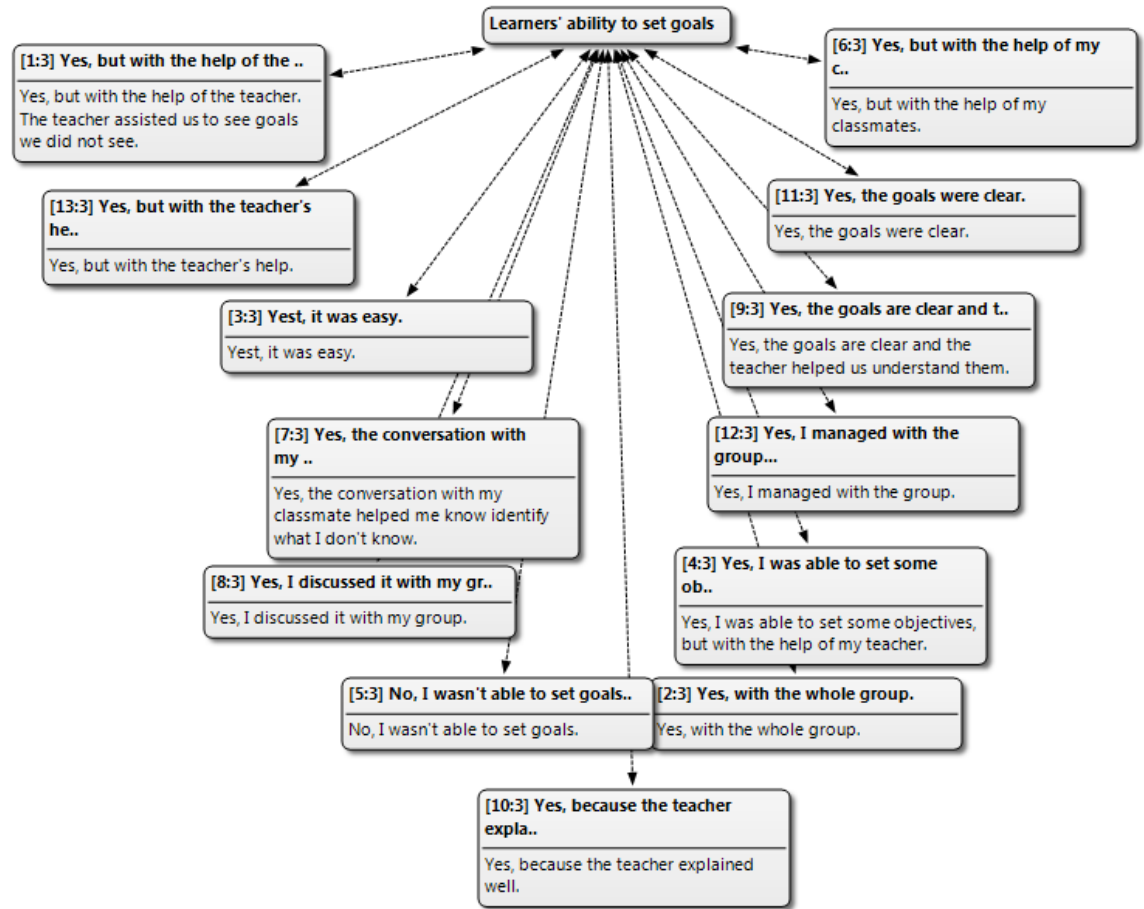 Learners' ability to set goals
[1:3] Yes, but with the help of the ..
Yes, but with the help of the teacher.
The teacher assisted us to see goals
we did not see.
[6:3] Yes, but with the help of my
c..
Yes, but with the help of my
classmates.
[13:3] Yes, but with the teacher's
he..
Yes, but with the teacher's help.
[11:3] Yes, the goals were clear.
Yes, the goals were clear.
[3:3] Yest, it was easy.
Yest, it was easy.
[9:3] Yes, the goals are clear and t..
Yes, the goals are clear and the
teacher helped us understand them.
[7:3] Yes, the conversation with
my ..
Yes, the conversation with my
classmate helped me know identify
what I don't know.
[12:3] Yes, I managed with the
group...
Yes, I managed with the group.
[8:3] Yes, I discussed it with my gr..
Yes, I discussed it with my group.
[4:3] Yes, I was able to set some
ob..
Yes, I was able to set some objectives,
but with the help of my teacher.
[5:3] No, I wasn't able to set goals..
No, I wasn't able to set goals.
[2:3] Yes, with the whole group.
Yes, with the whole group.
[10:3] Yes, because the teacher
expla..
Yes, because the teacher explained
well.